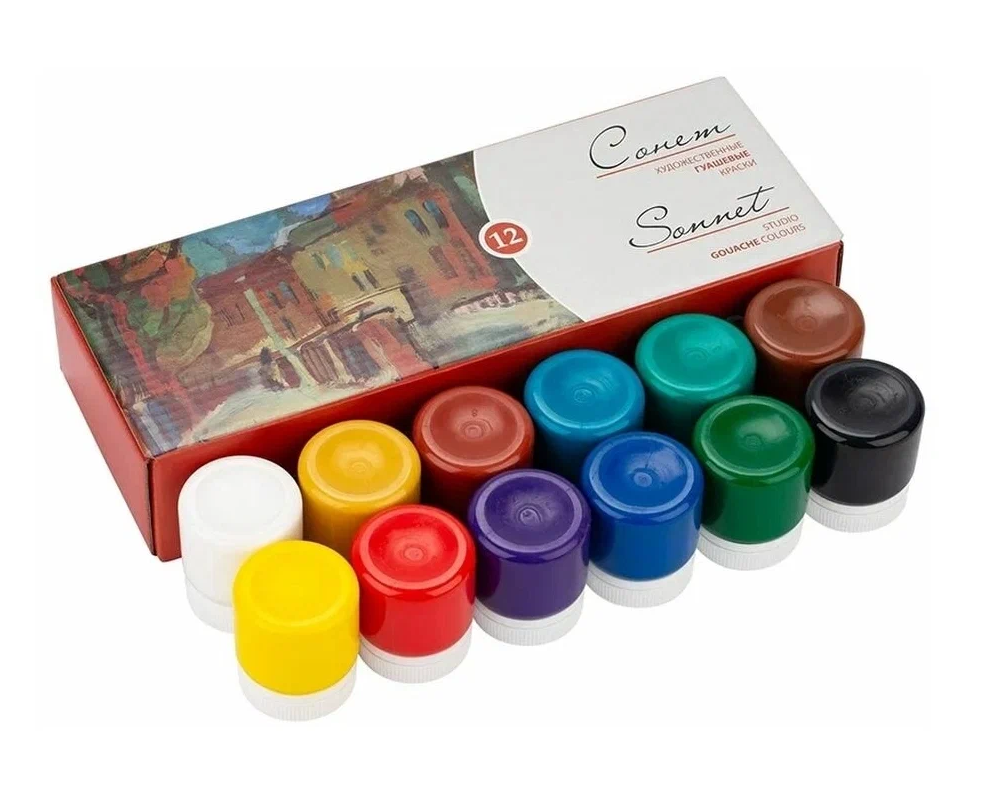 Сонет
ХУДОЖЕСТВЕННЫЕ
ГУАШЕВЫЕ
КРАСКИ
12
Sonnet
STUDIO
GOUACHE COLOURS